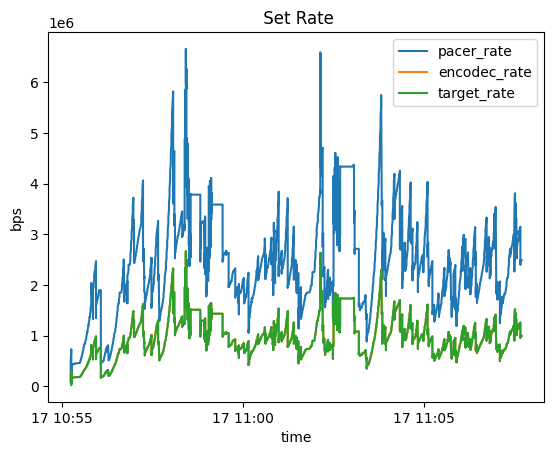 Set Rate
1e6
pacer_rate
encodec_rate
target_rate
6
5
4
3
2
1
0
bps
17 10:55
17 11:00
17 11:05
time